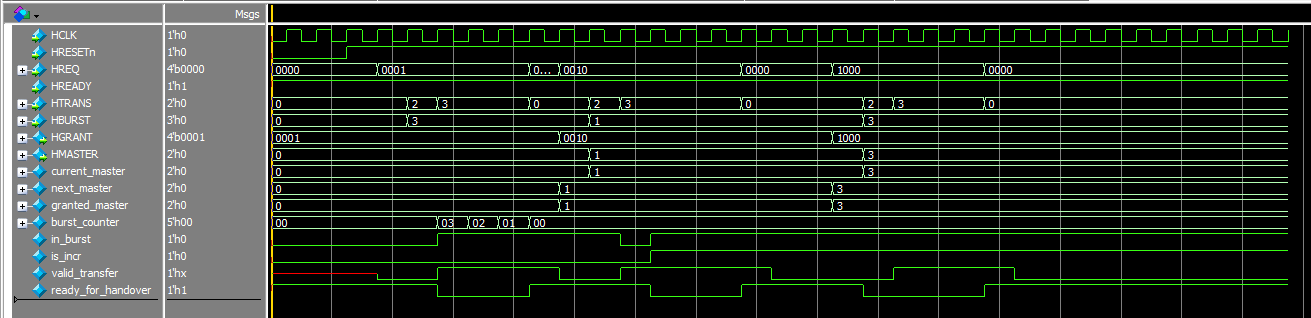 Msgs
HCLK 1'h0
HRESETn 1'h0
HREQ 4'b0000 0000 0001 0... 0010 0000 1000 0000
HREADY 1'h1
HTRANS 2'h0 0 2 3 0 2 3 0 2 3 0
HBURST 3'h0 0 3 1 3
HGRANT 4'b0001 0001 0010 1000
HMASTER 2'h0 0 1 3
current_master 2'h0 0 1 3
next_master 2'h0 0 1 3
granted_master 2'h0 0 1 3
burst_counter 5'h00 00 03 02 01 00
in_burst 1'h0
is_incr 1'h0
valid_transfer 1'hx
ready_for_handover 1'h1